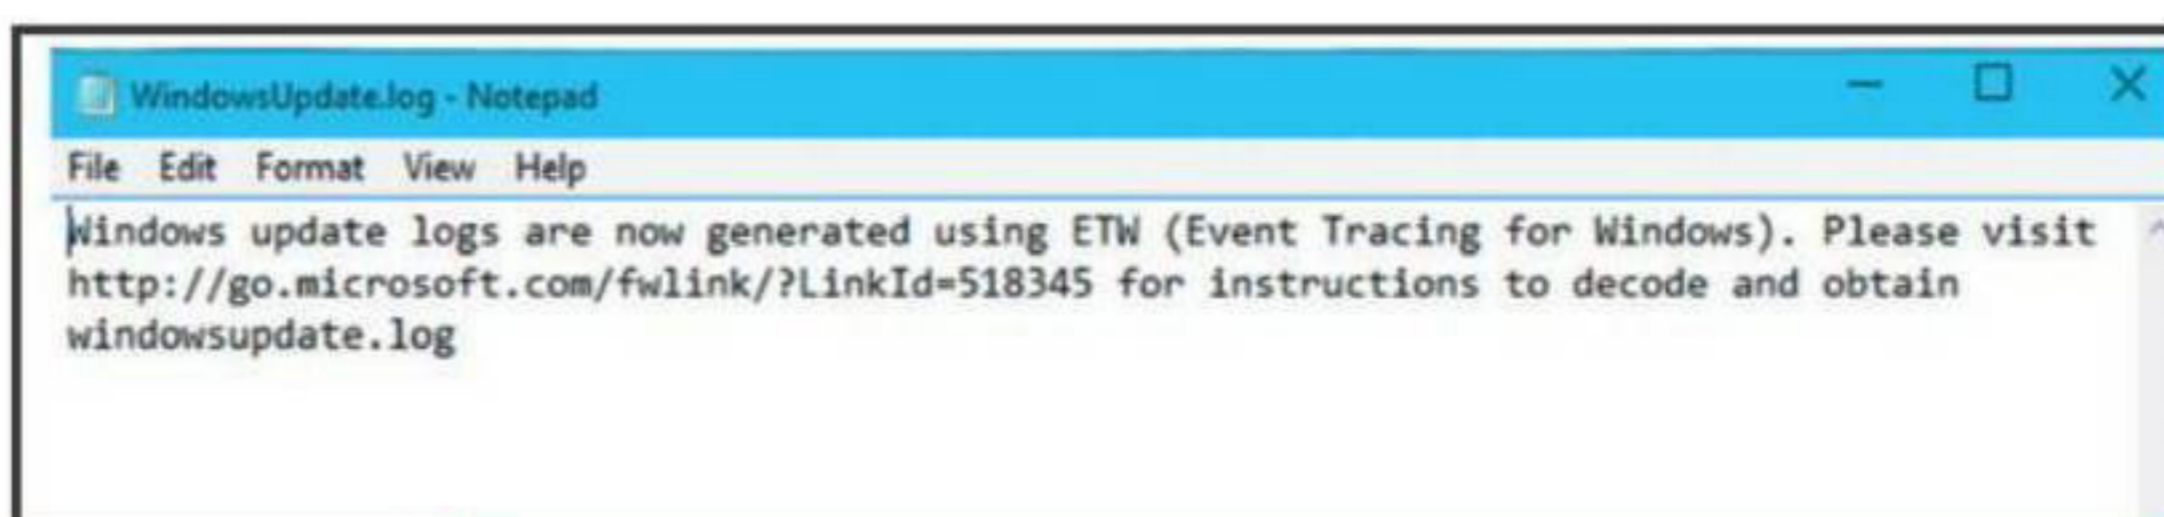 WindowsUpdate.log - Notepad
File Edit Format View Help
Windows update logs are now generated using ETW (Event Tracing for Windows). Please visit
http://go.microsoft.com/fwlink/?LinkId=518345 for instructions to decode and obtain
windowsupdate.log